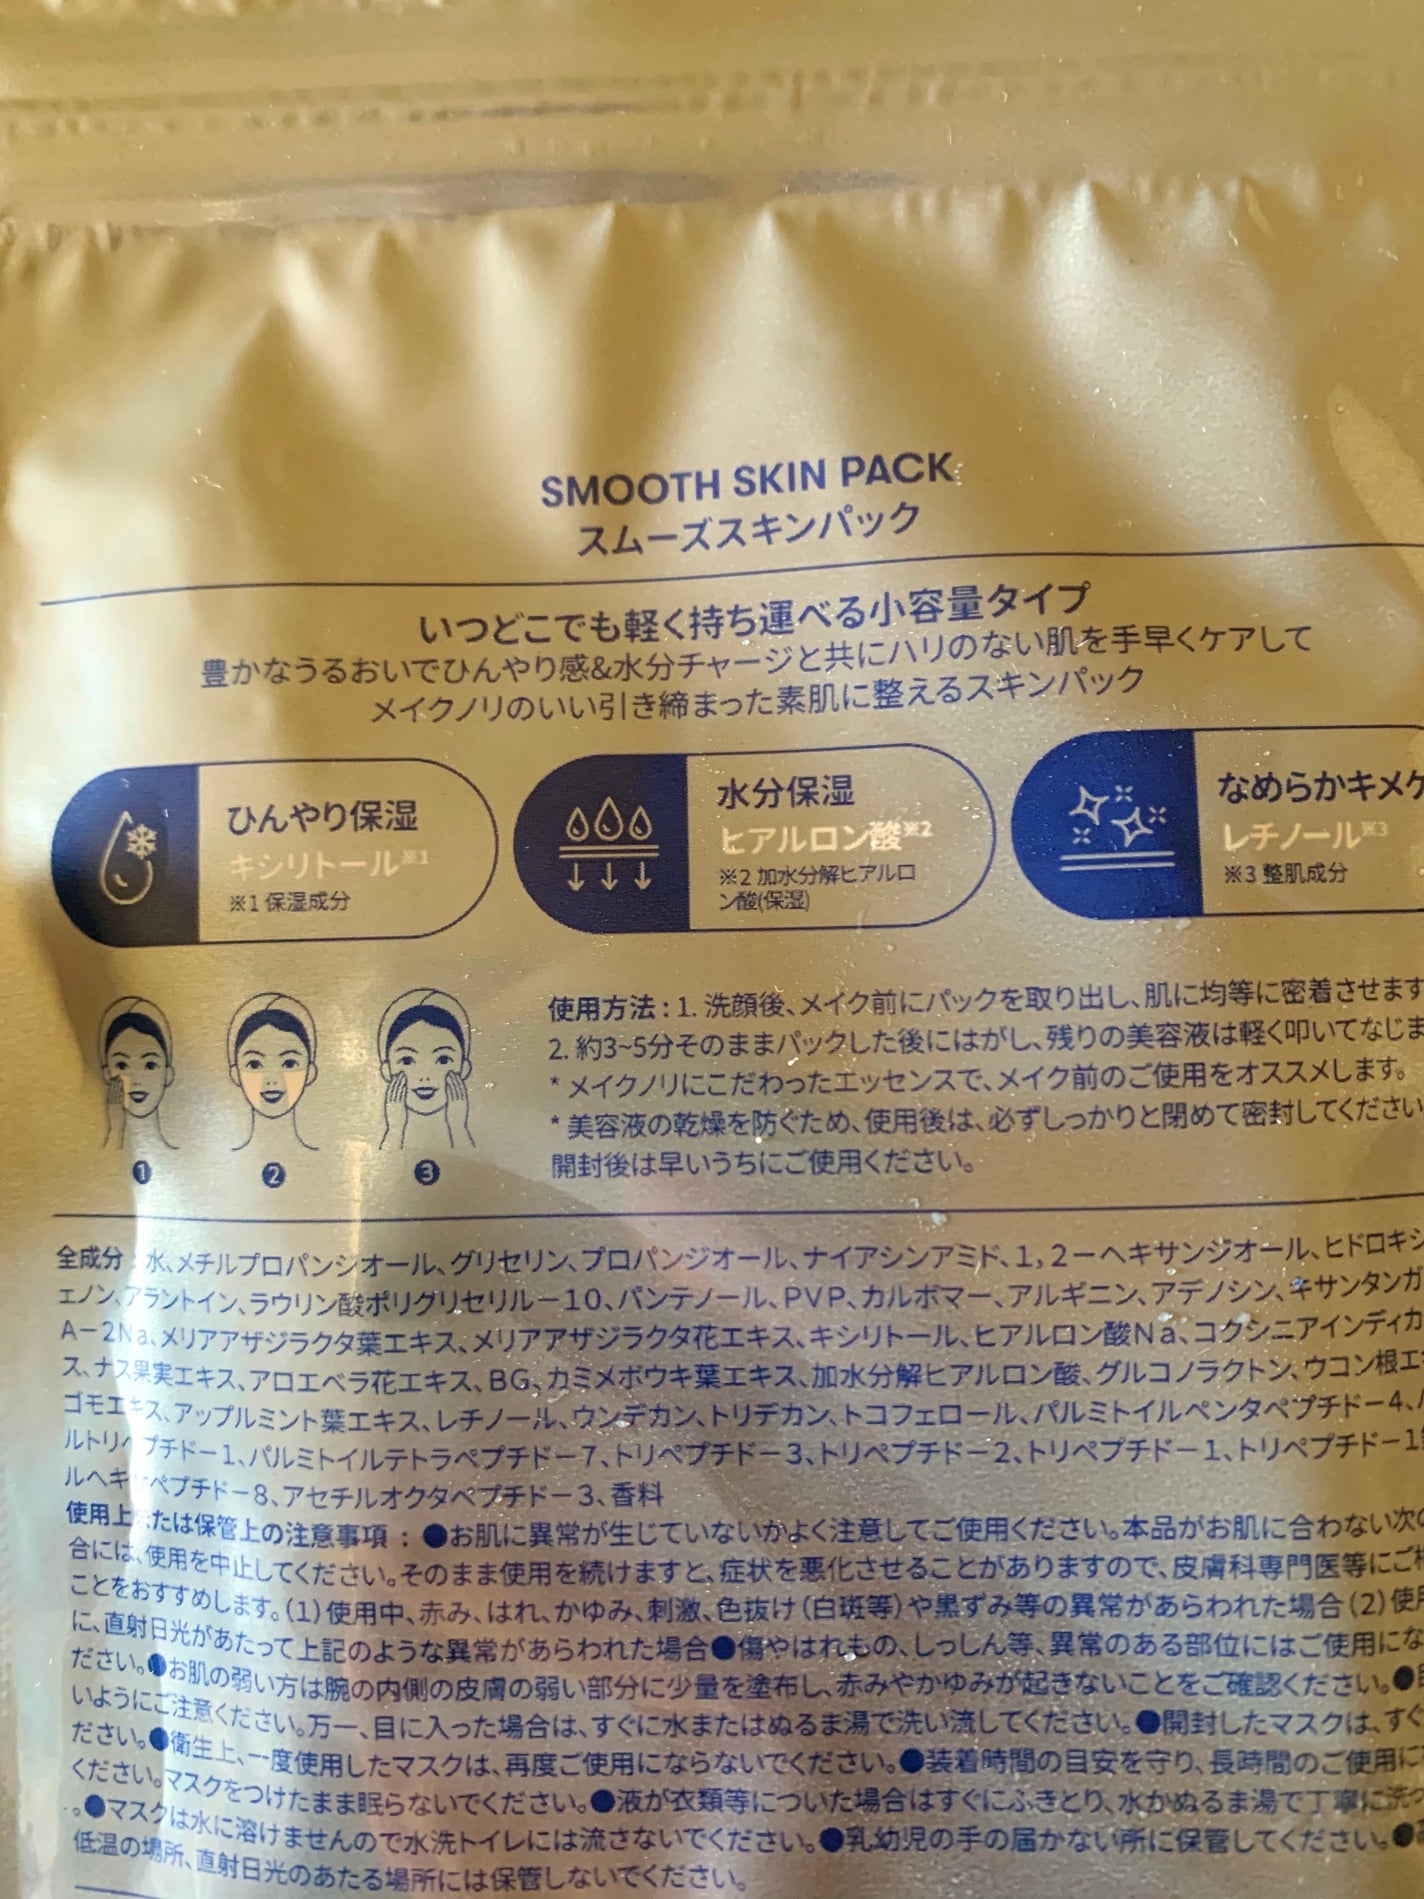 SMOOTH SKIN PACK
スムーズスキンパック
いつどこでも軽く持ち運べる小容量タイプ
豊かなうるおいでひんやり感&水分チャージと共にハリのない肌を手早くケアして
メイクノリのいい引き締まった素肌に整えるスキンパック
ひんやり保湿
キシリトール※1
※1 保湿成分
水分保湿
ヒアルロン酸※2
※2 加水分解ヒアルロ
ン酸(保湿)
なめらかキメケ
レチノール※3
※3 整肌成分
1 2 3
使用方法 : 1. 洗顔後、メイク前にパックを取り出し、肌に均等に密着させます
2. 約3~5分そのままパックした後にはがし、残りの美容液は軽く叩いてなじま
* メイクノリにこだわったエッセンスで、メイク前のご使用をオススメします。
* 美容液の乾燥を防ぐため、使用後は、必ずしっかりと閉めて密封してください
開封後は早いうちにご使用ください。
全成分 : 水、メチルプロパンジオール、グリセリン、プロパンジオール、ナイアシンアミド、1，2－ヘキサンジオール、ヒドロキシ
ェノン、アラントイン、ラウリン酸ポリグリセリル－10、パンテノール、PVP、カルボマー、アルギニン、アデノシン、キサンタンガ
A－2Na、メリアアザジラクタ葉エキス、メリアアザジラクタ花エキス、キシリトール、ヒアルロン酸Na、コクシニアインディカ
ス、ナス果実エキス、アロエベラ花エキス、BG、カミメボウキ葉エキス、加水分解ヒアルロン酸、グルコノラクトン、ウコン根エ
ゴモエキス、アップルミント葉エキス、レチノール、ウンデカン、トリデカン、トコフェロール、パルミトイルペンタペプチド－4、
ルトリペプチド－1、パルミトイルテトラペプチド－7、トリペプチド－3、トリペプチド－2、トリペプチド－1、トリペプチド－1
ルヘキサペプチド－8、アセチルオクタペプチド－3、香料
使用上または保管上の注意事項 : ●お肌に異常が生じていないかよく注意してご使用ください。本品がお肌に合わない次の
合には、使用を中止してください。そのまま使用を続けますと、症状を悪化させることがありますので、皮膚科専門医等にご
ことをおすすめします。(1) 使用中、赤み、はれ、かゆみ、刺激、色抜け (白斑等) や黒ずみ等の異常があらわれた場合 (2) 使
に、直射日光があたって上記のような異常があらわれた場合●傷やはれもの、しっしん等、異常のある部位にはご使用にな
ださい。●お肌の弱い方は腕の内側の皮膚の弱い部分に少量を塗布し、赤みやかゆみが起きないことをご確認ください。●
いようにご注意ください。万一、目に入った場合は、すぐに水またはぬるま湯で洗い流してください。●開封したマスクは、すぐ
ださい。●衛生上、一度使用したマスクは、再度ご使用にならないでください。●装着時間の目安を守り、長時間のご使用に
ください。マスクをつけたまま眠らないでください。●液が衣類等についた場合はすぐにふきとり、水かぬるま湯で丁寧に洗っ
。●マスクは水に溶けませんので水洗トイレには流さないでください。●乳幼児の手の届かない所に保管してください。●
低温の場所、直射日光のあたる場所には保管しないでください。